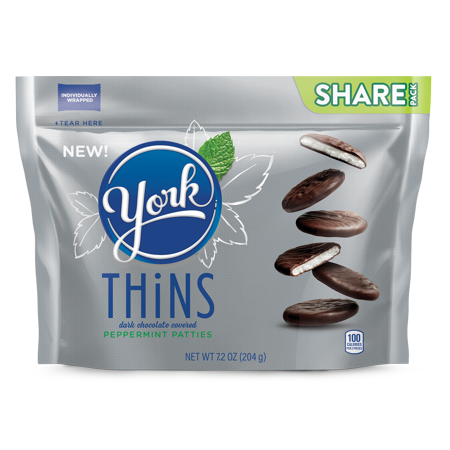 INDIVIDUALLY
WRAPPED
SHARE
PACK
TEAR HERE
NEW!
York
THiNS
dark chocolate covered
PEPPERMINT PATTIES
100
CALORIES
NET WT 7.2 OZ (204 g)